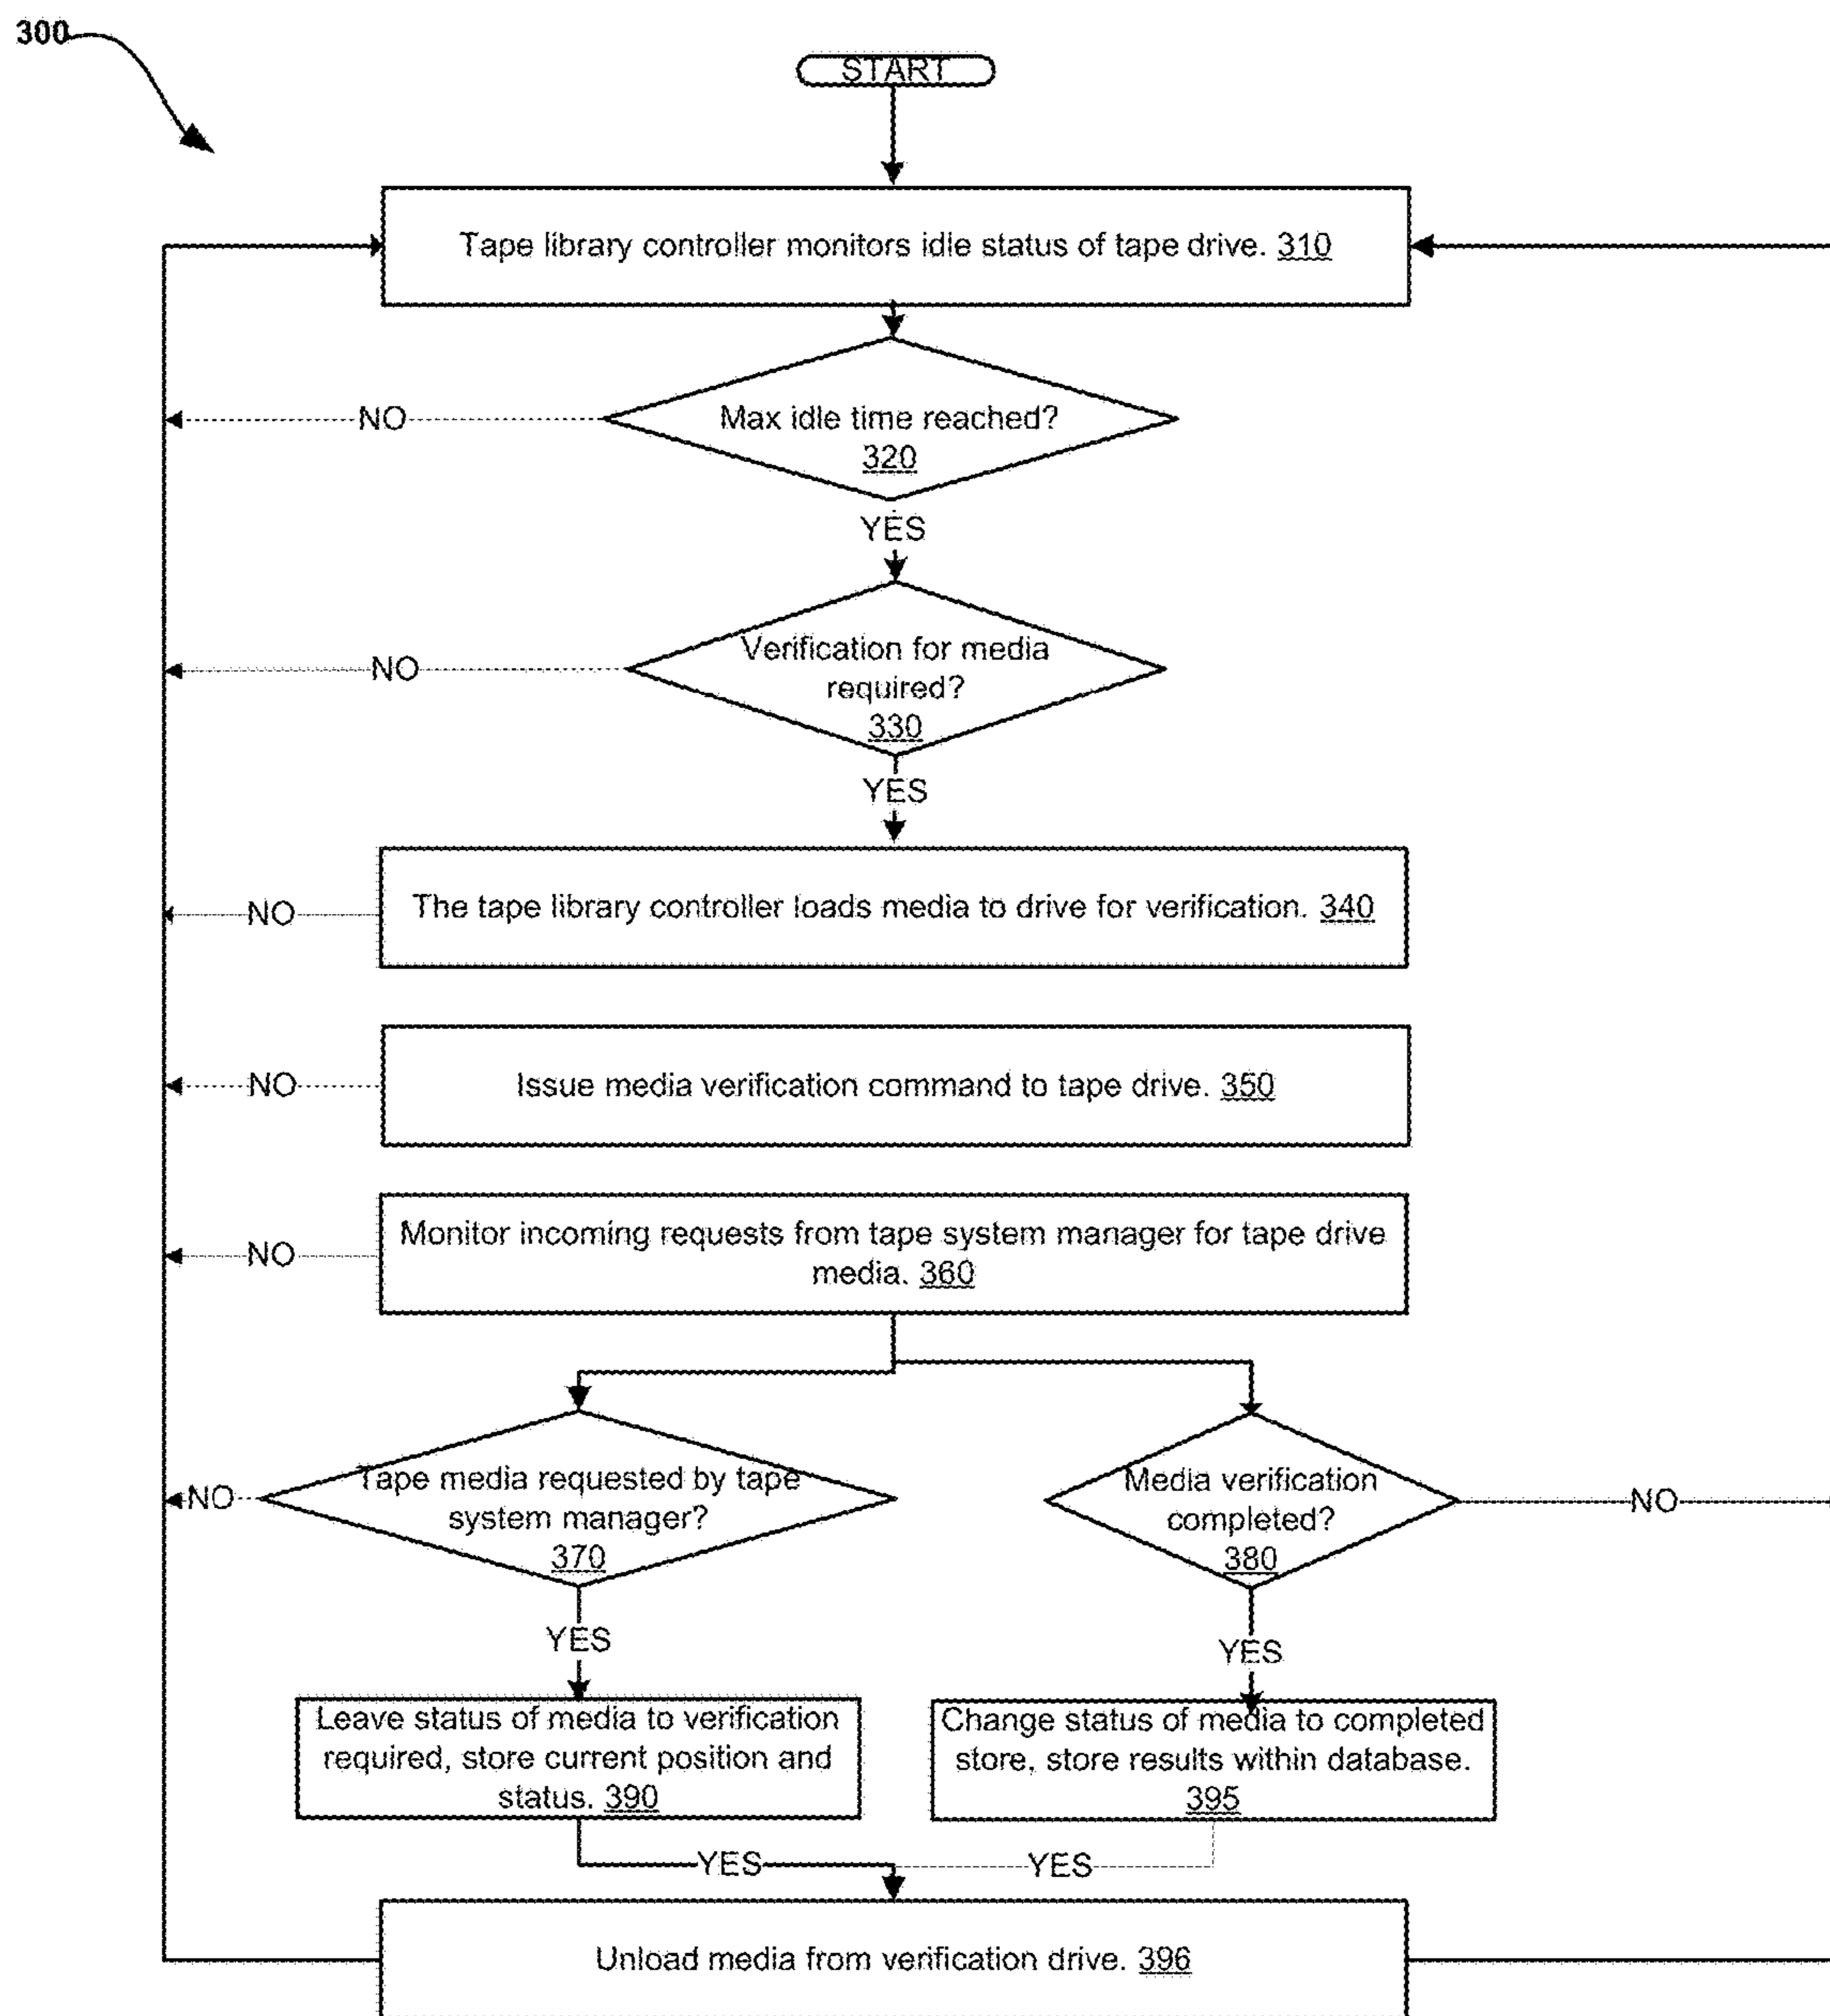 300
START
Tape library controller monitors idle status of tape drive. 310
NO
Max idle time reached?
320
YES
NO
Verification for media
required?
330
YES
NO
The tape library controller loads media to drive for verification. 340
NO
Issue media verification command to tape drive. 350
NO
Monitor incoming requests from tape system manager for tape drive
media. 360
NO
Tape media requested by tape
system manager?
370
Media verification
completed?
380
NO
YES
YES
Leave status of media to verification
required, store current position and
status. 390
Change status of media to completed
store, store results within database.
395
YES
YES
Unload media from verification drive. 396